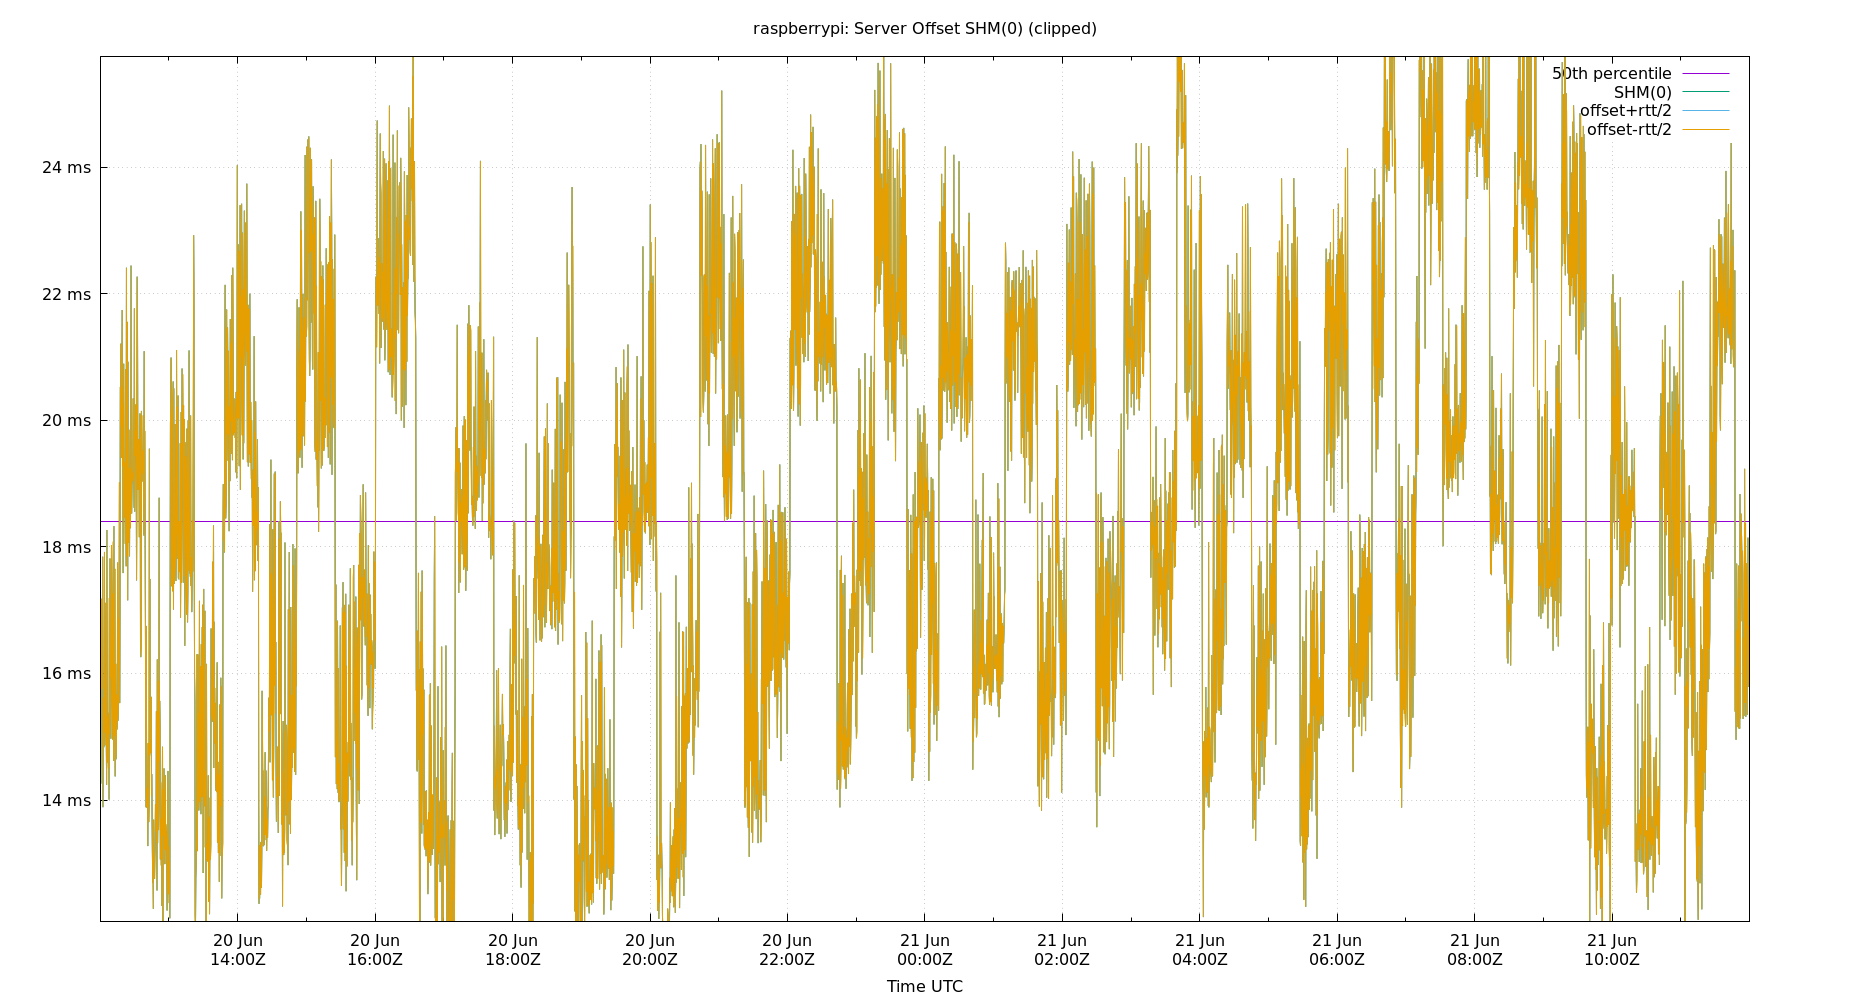 raspberrypi: Server Offset SHM(0) (clipped)
50th percentile
SHM(0)
offset+rtt/2
offset-rtt/2
24 ms
22 ms
20 ms
18 ms
16 ms
14 ms
20 Jun 20 Jun 20 Jun 20 Jun 20 Jun 21 Jun 21 Jun 21 Jun 21 Jun 21 Jun 21 Jun
14:00Z 16:00Z 18:00Z 20:00Z 22:00Z 00:00Z 02:00Z 04:00Z 06:00Z 08:00Z 10:00Z
Time UTC